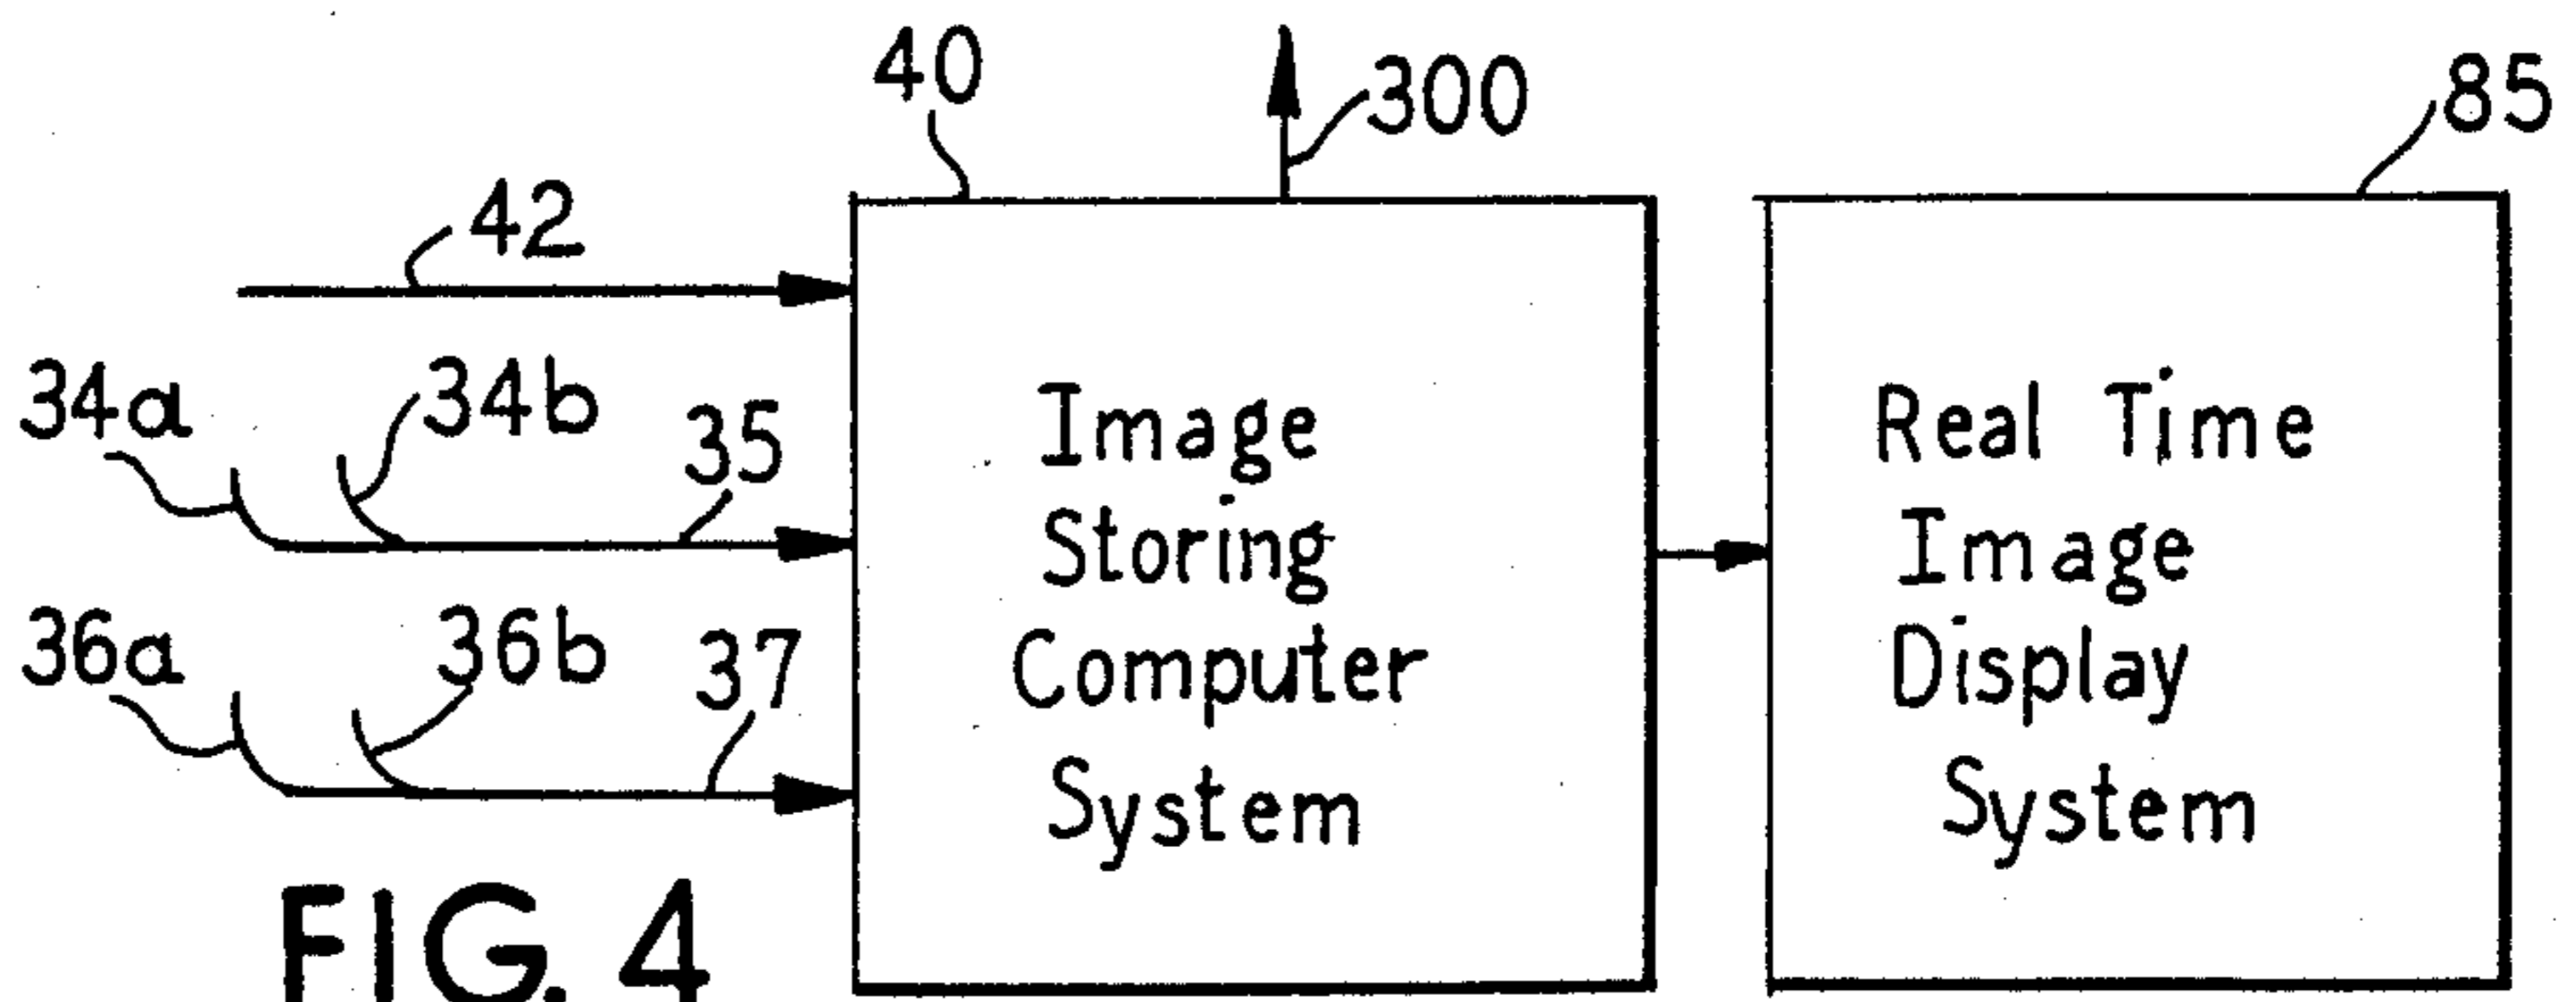 40
300
85
42
34a
34b
35
36a
36b
37
Image
Storing
Computer
System
Real Time
Image
Display
System
FIG. 4